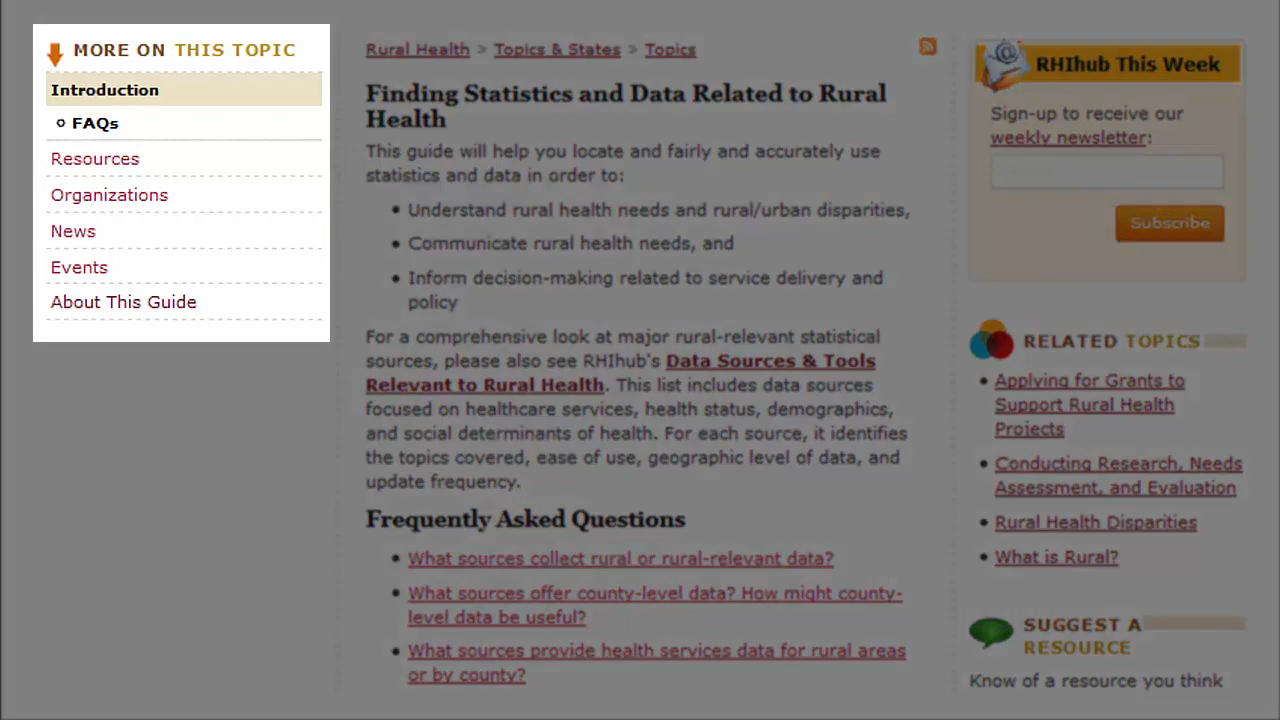 MORE ON THIS TOPIC
Introduction
FAQs
Resources
Organizations
News
Events
About This Guide
Rural Health » Topics & States » Topics
Finding Statistics and Data Related to Rural
Health
This guide will help you locate and fairly and accurately use
statistics and data in order to:
Understand rural health needs and rural/urban disparities,
Communicate rural health needs, and
Inform decision-making related to service delivery and
policy
For a comprehensive look at major rural-relevant statistical
sources, please also see RHIhub's Data Sources & Tools
Relevant to Rural Health. This list includes data sources
focused on healthcare services, health status, demographics,
and social determinants of health. For each source, it identifies
the topics covered, ease of use, geographic level of data, and
update frequency.
Frequently Asked Questions
What sources collect rural or rural-relevant data?
What sources offer county-level data? How might county-
level data be useful?
What sources provide health services data for rural areas
or by county?
RHIhub This Week
Sign-up to receive our
weekly newsletter:
Subscribe
RELATED TOPICS
Applying for Grants to
Support Rural Health
Projects
Conducting Research, Needs
Assessment, and Evaluation
Rural Health Disparities
What is Rural?
SUGGEST A
RESOURCE
Know of a resource you think